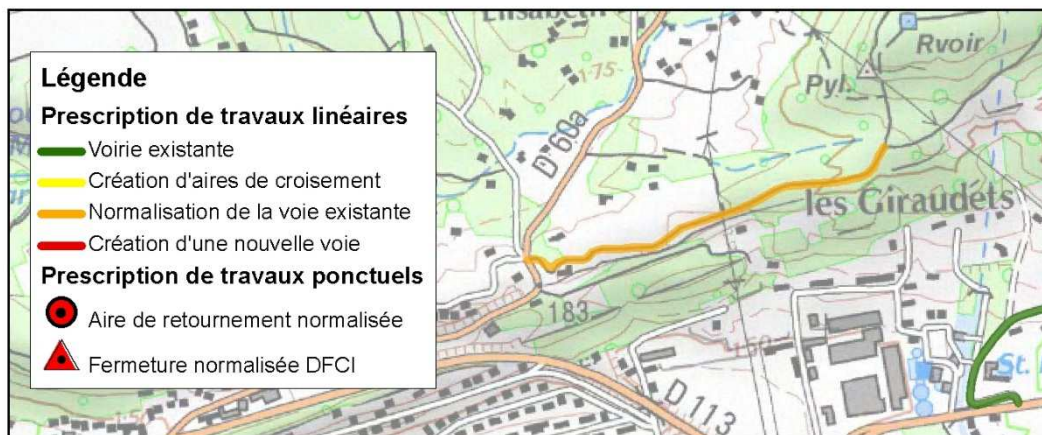 Légende
Prescription de travaux linéaires
Voirie existante
Création d'aires de croisement
Normalisation de la voie existante
Création d'une nouvelle voie
Prescription de travaux ponctuels
Aire de retournement normalisée
Fermeture normalisée DFCI
175
Rvoir
Pyl.
D 60a
les Giraudets
183
D 113
St.